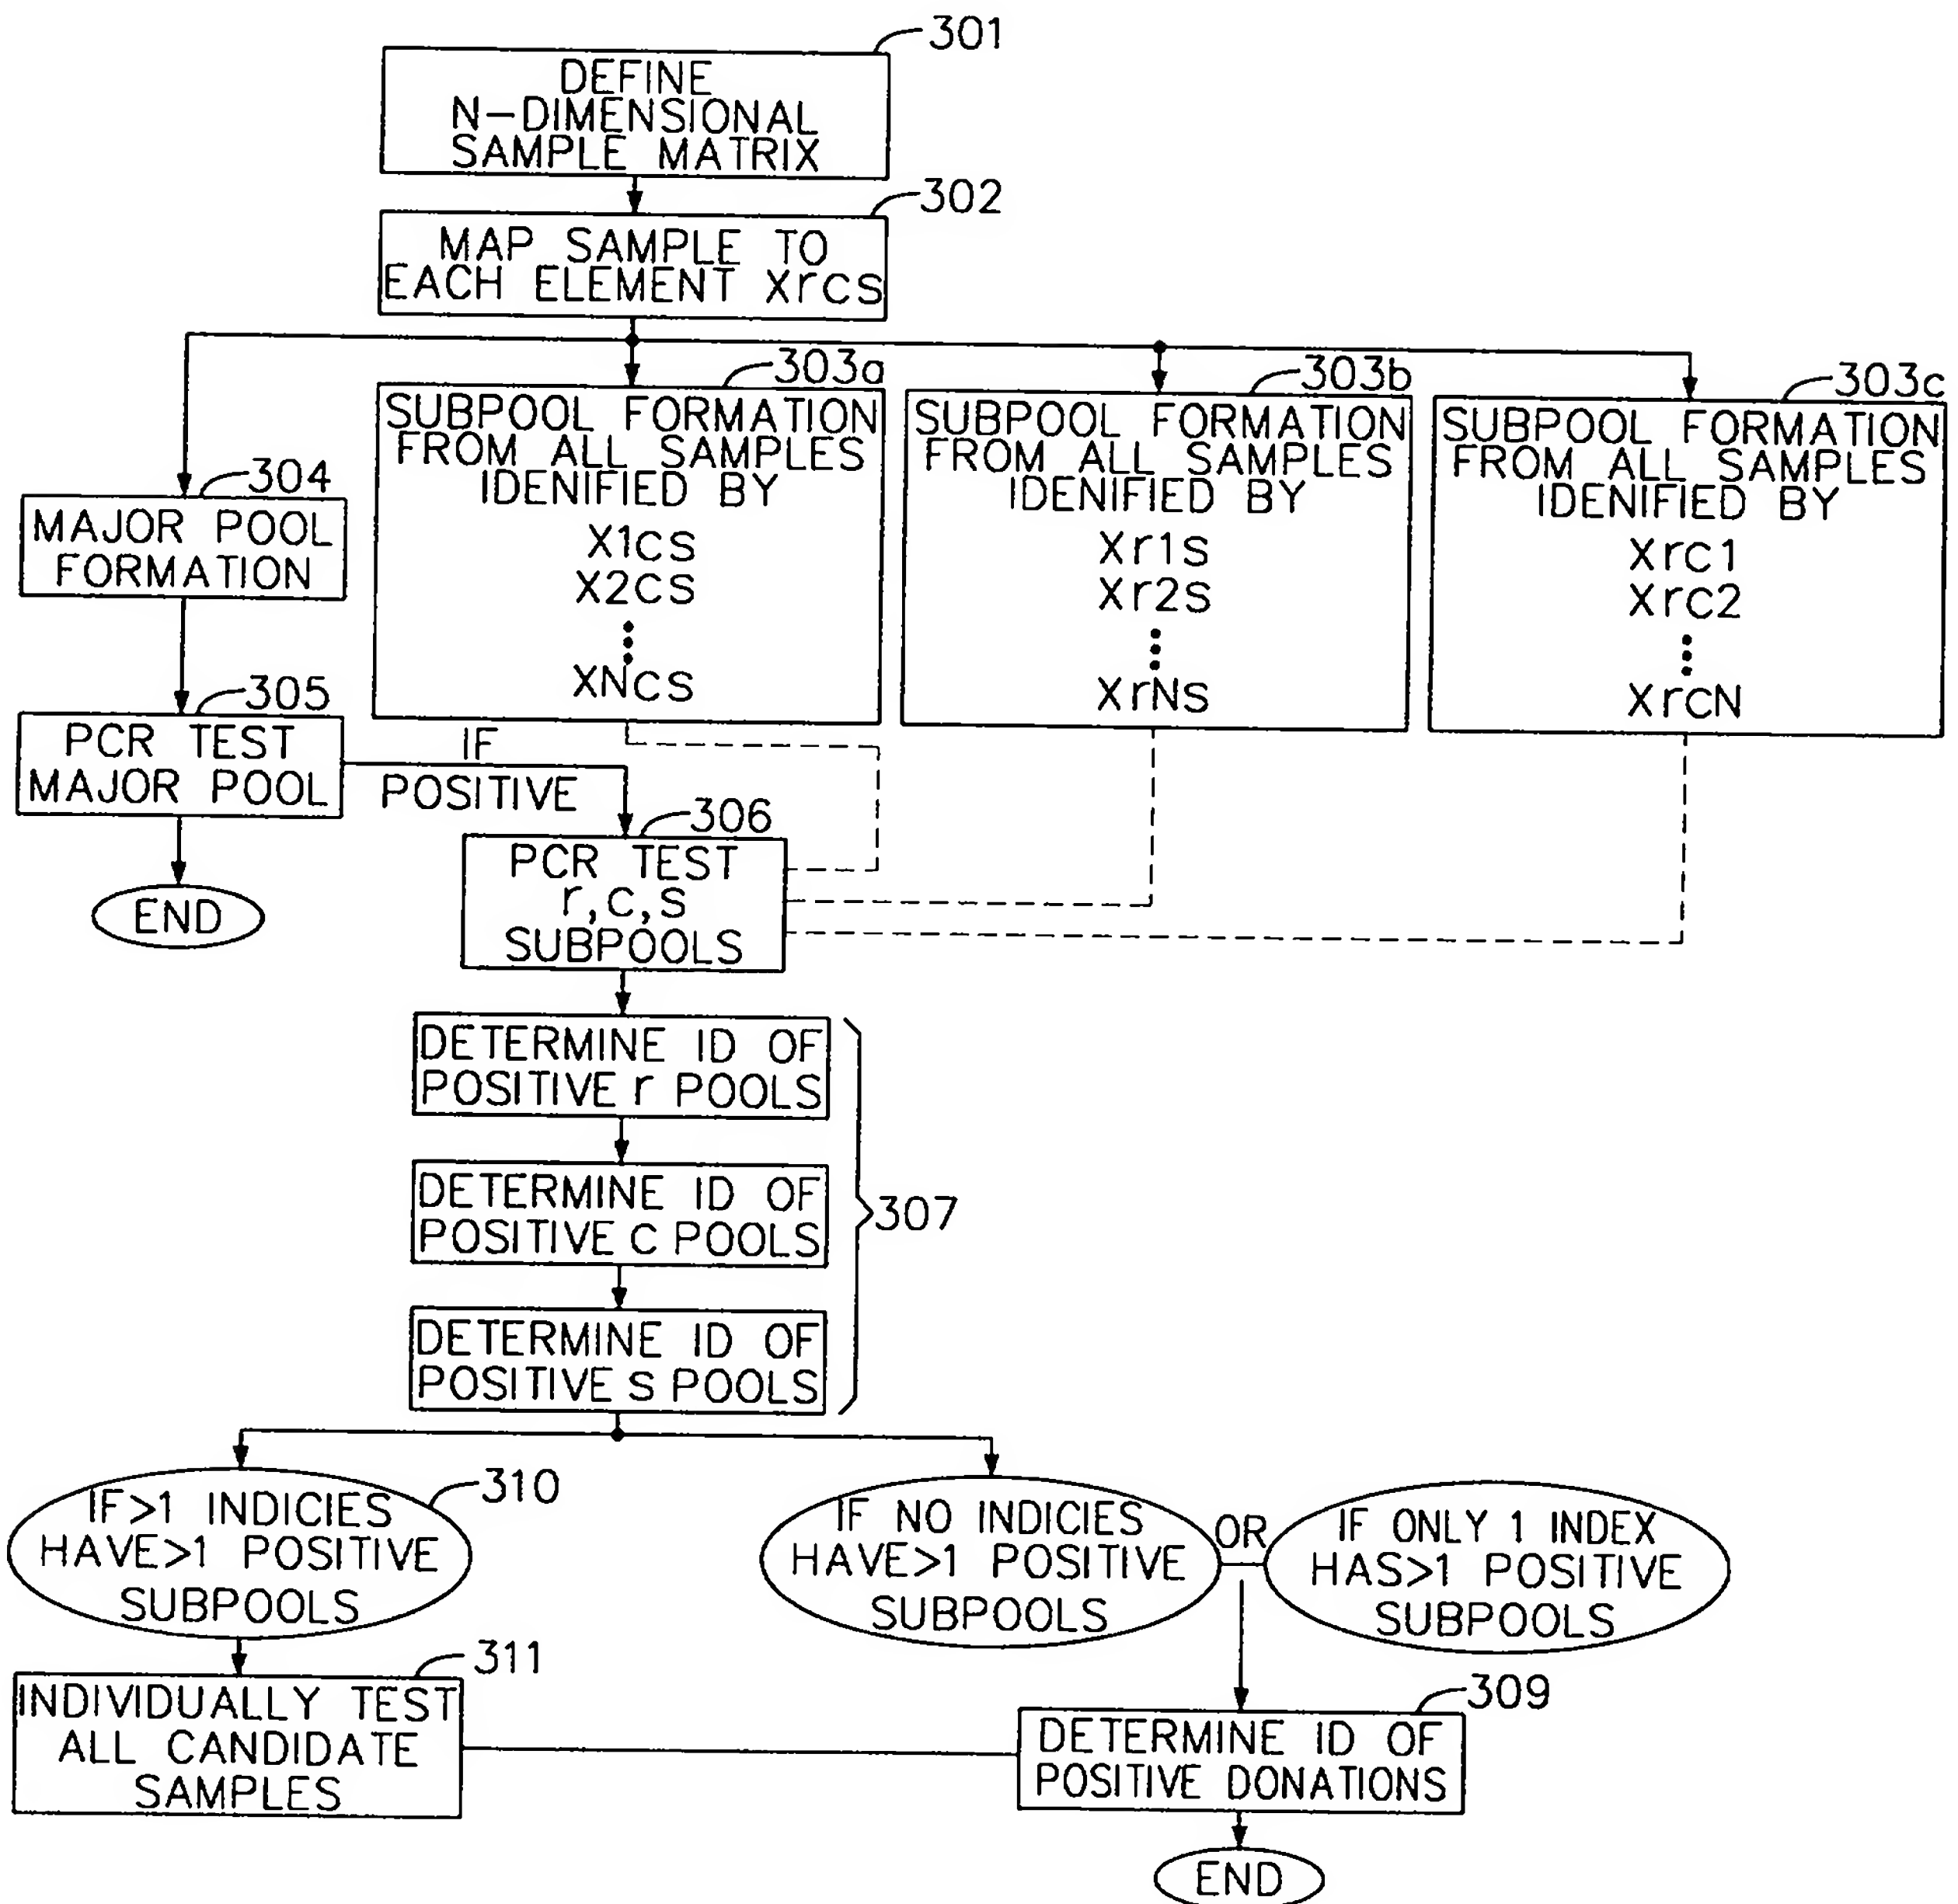 301
DEFINE
N-DIMENSIONAL
SAMPLE MATRIX
302
MAP SAMPLE TO
EACH ELEMENT Xrcs
303a
SUBPOOL FORMATION
FROM ALL SAMPLES
IDENIFIED BY
X1cs
X2cs
XNcs
303b
SUBPOOL FORMATION
FROM ALL SAMPLES
IDENIFIED BY
Xr1s
Xr2s
XrNs
303c
SUBPOOL FORMATION
FROM ALL SAMPLES
IDENIFIED BY
Xrc1
Xrc2
XrcN
304
MAJOR POOL
FORMATION
305
PCR TEST
MAJOR POOL
IF
POSITIVE
END
306
PCR TEST
r,c,s
SUBPOOLS
DETERMINE ID OF
POSITIVE r POOLS
DETERMINE ID OF
POSITIVE c POOLS
307
DETERMINE ID OF
POSITIVE s POOLS
310
IF>1 INDICIES
HAVE>1 POSITIVE
SUBPOOLS
IF NO INDICIES
HAVE>1 POSITIVE
SUBPOOLS
OR
IF ONLY 1 INDEX
HAS>1 POSITIVE
SUBPOOLS
311
INDIVIDUALLY TEST
ALL CANDIDATE
SAMPLES
309
DETERMINE ID OF
POSITIVE DONATIONS
END